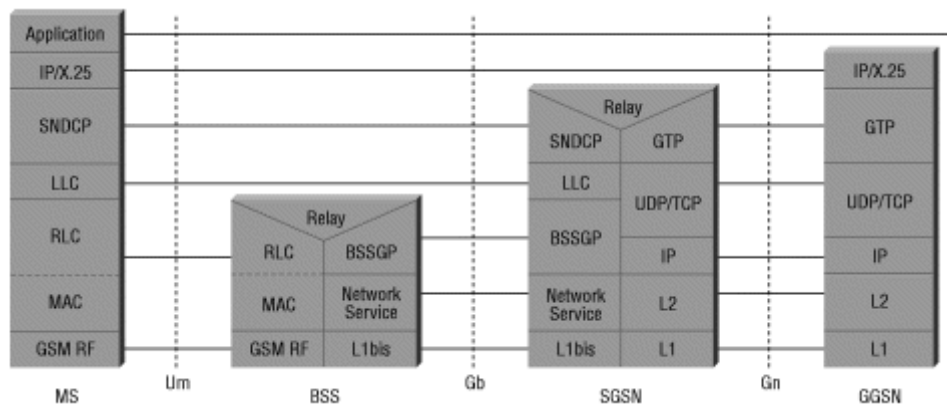 Application
IP/X.25
SNDCP
LLC
RLC
MAC
GSM RF
MS
Um
Relay
RLC
BSSGP
MAC
Network
Service
GSM RF
L1bis
BSS
Gb
Relay
SNDCP
GTP
LLC
UDP/TCP
BSSGP
IP
Network
Service
L2
L1bis
L1
SGSN
Gn
IP/X.25
GTP
UDP/TCP
IP
L2
L1
GGSN